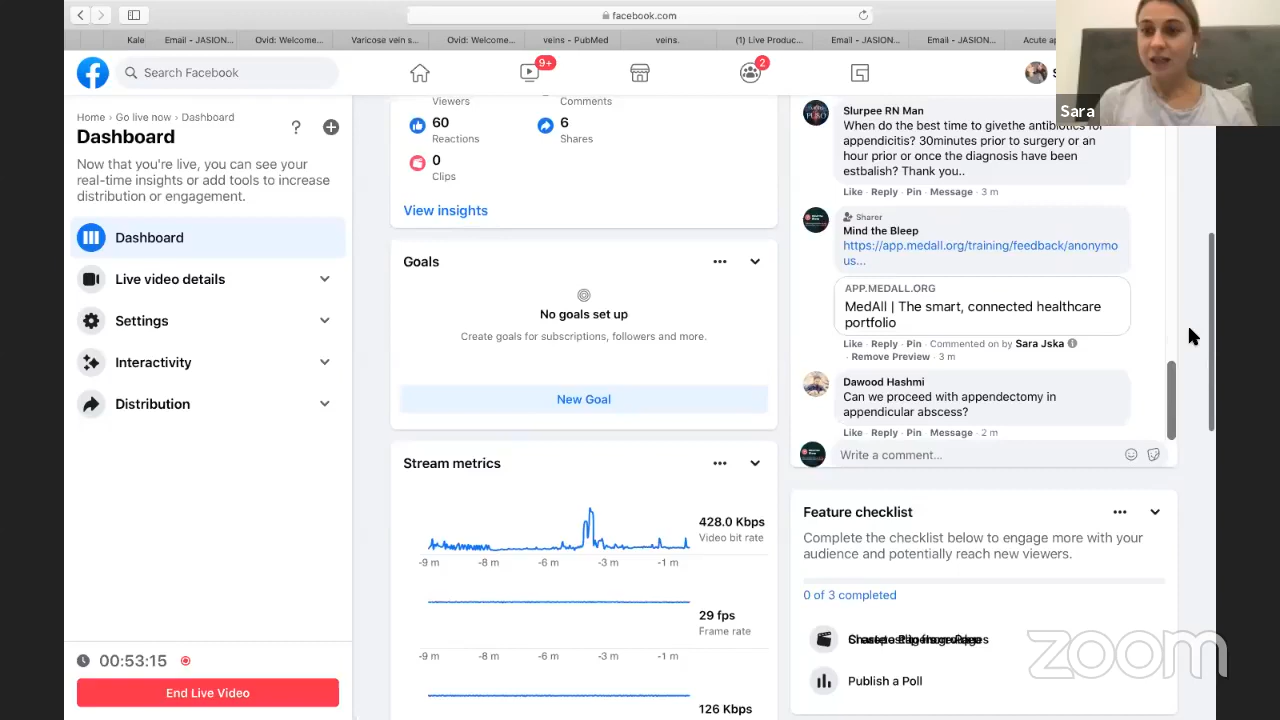 facebook.com
Kale
Email - JASION...
Ovid: Welcome...
Varicose vein s...
Ovid: Welcome...
veins - PubMed
veins.
(1) Live Produc...
Email - JASION...
Email - JASION...
Acute ap
Search Facebook
9+
2
S
Sara
Home › Go live now › Dashboard
Dashboard
?
Now that you're live, you can see your
real-time insights or add tools to increase
distribution or engagement.
Dashboard
Live video details
Settings
Interactivity
Distribution
00:53:15
End Live Video
Viewers
Comments
60
Reactions
6
Shares
0
Clips
View insights
Goals
No goals set up
Create goals for subscriptions, followers and more.
New Goal
Stream metrics
428.0 Kbps
Video bit rate
-9 m -8 m -6 m -3 m -1 m
29 fps
Frame rate
-9 m -8 m -6 m -3 m -1 m
126 Kbps
Slurpee RN Man
When do the best time to givethe antibiotics for
appendicitis? 30minutes prior to surgery or an
hour prior or once the diagnosis have been
estbalish? Thank you..
Like · Reply · Pin · Message · 3 m
Sharer
Mind the Bleep
https://app.medall.org/training/feedback/anonymo
us...
APP.MEDALL.ORG
MedAll | The smart, connected healthcare
portfolio
Like · Reply · Pin · Commented on by Sara Jska
· Remove Preview · 3 m
Dawood Hashmi
Can we proceed with appendectomy in
appendicular abscess?
Like · Reply · Pin · Message · 2 m
Write a comment...
Feature checklist
Complete the checklist below to engage more with your
audience and potentially reach new viewers.
0 of 3 completed
Publish a Poll
zoom